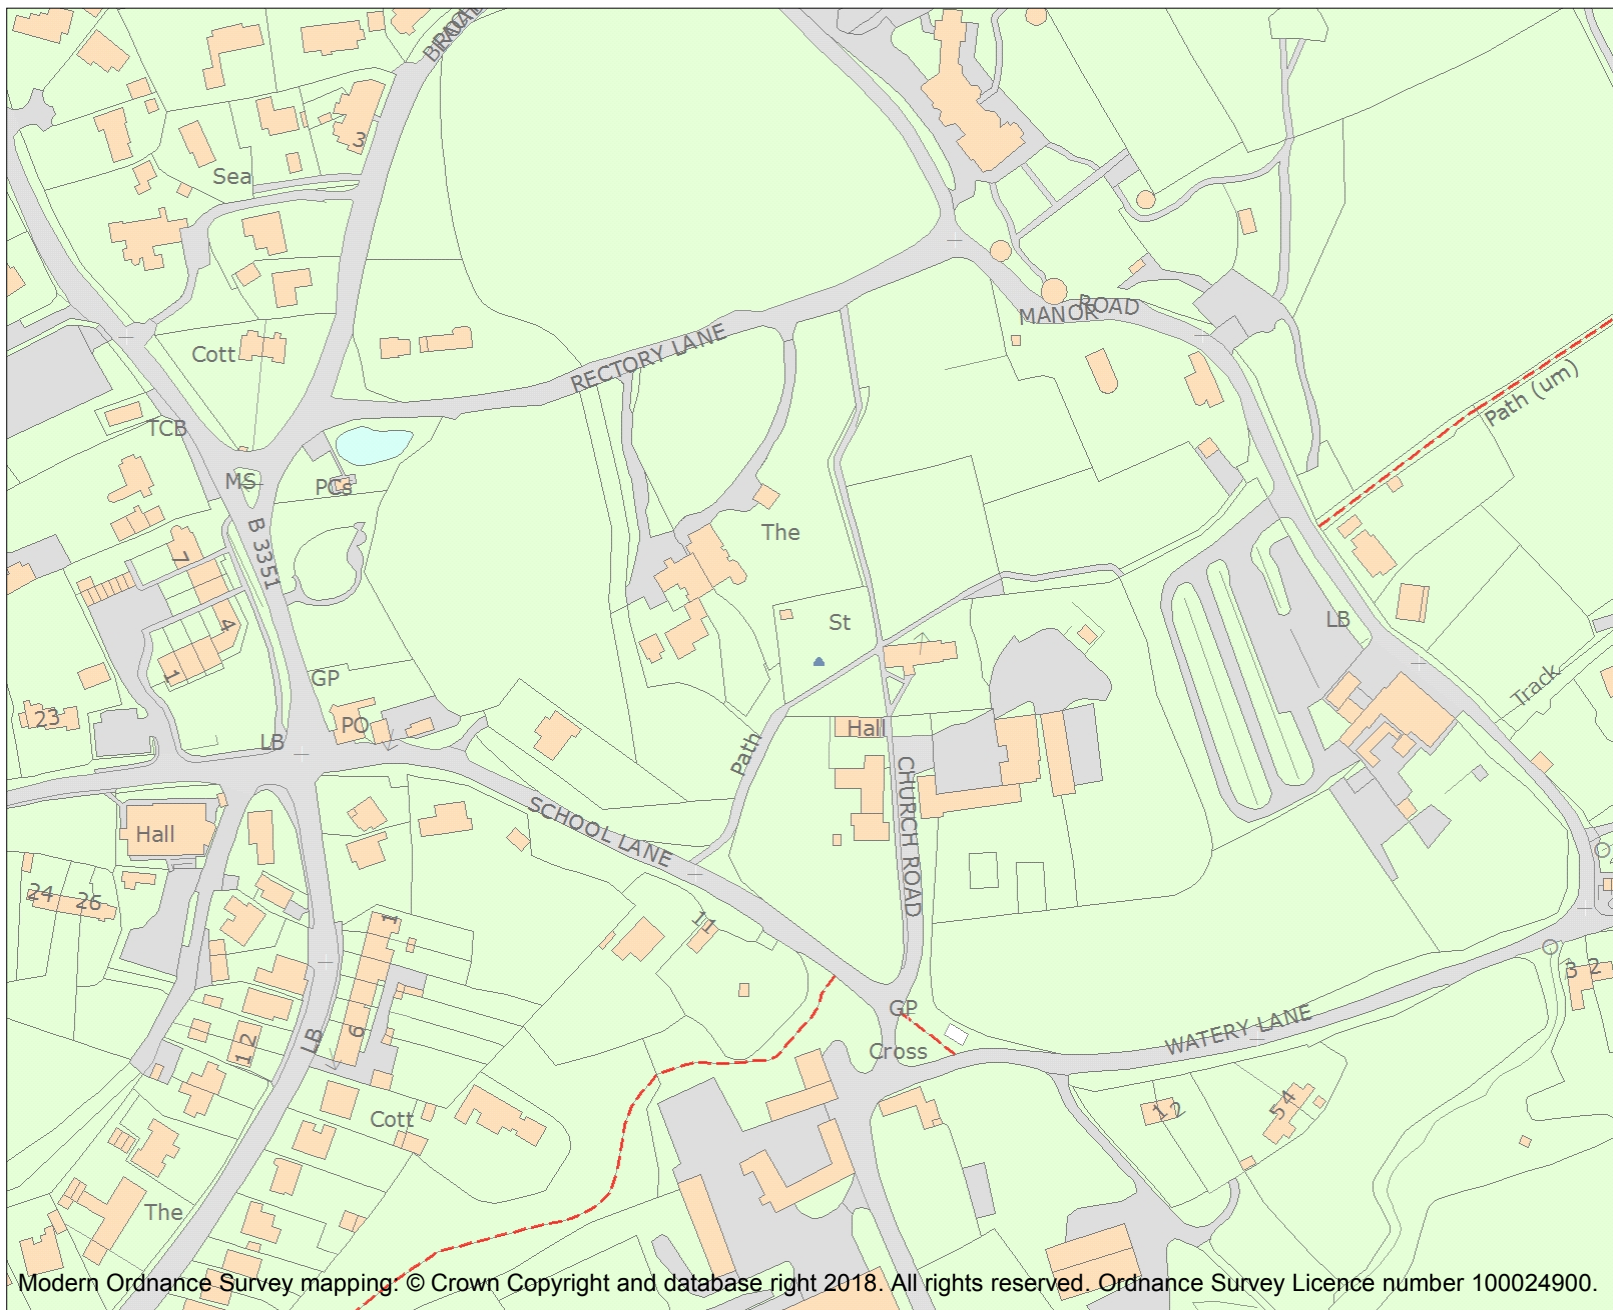 ROAD
Sea
3
MANOR
ROAD
RECTORY LANE
Cott
Path (um)
TCB
MS
PCs
B 3351
The
7
4
1
St
LB
GP
Track
23
PO
LB
Hall
Path
CHURCH ROAD
SCHOOL LANE
Hall
24
26
1
11
GP
3 2
WATERY LANE
Cross
LB
6
1 2
Cott
1 2
5 4
The
Modern Ordnance Survey mapping: © Crown Copyright and database right 2018. All rights reserved. Ordnance Survey Licence number 100024900.